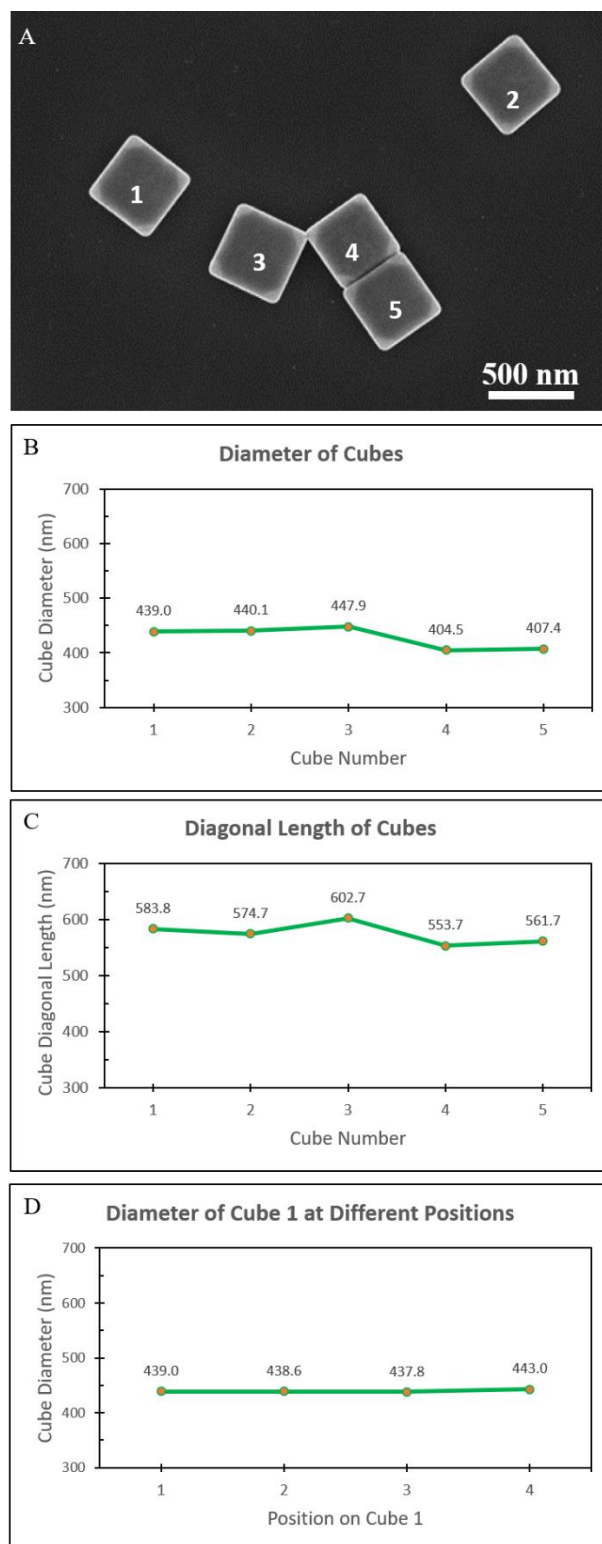 A
1
2
3
4
5
500 nm
B
Diameter of Cubes
Cube Diameter (nm)
700
600
500
400
300
439.0
440.1
447.9
404.5
407.4
1 2 3 4 5
Cube Number
C
Diagonal Length of Cubes
Cube Diagonal Length (nm)
700
600
500
400
300
583.8
574.7
602.7
553.7
561.7
1 2 3 4 5
Cube Number
D
Diameter of Cube 1 at Different Positions
Cube Diameter (nm)
700
600
500
400
300
439.0
438.6
437.8
443.0
1 2 3 4
Position on Cube 1